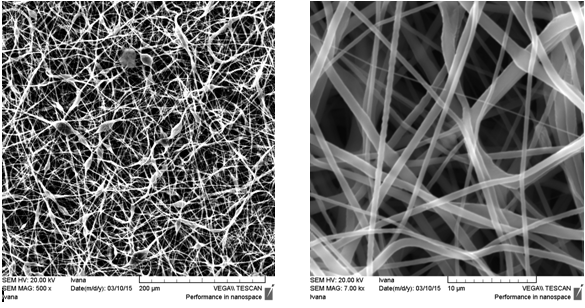 SEM HV: 20.00 kV Ivana
SEM MAG: 500 x Date(m/d/y): 03/10/15 200 µm VEGA\\ TESCAN
Ivana Performance in nanospace
SEM HV: 20.00 kV Ivana
SEM MAG: 7.00 kx Date(m/d/y): 03/10/15 10 µm VEGA\\ TESCAN
Ivana Performance in nanospace